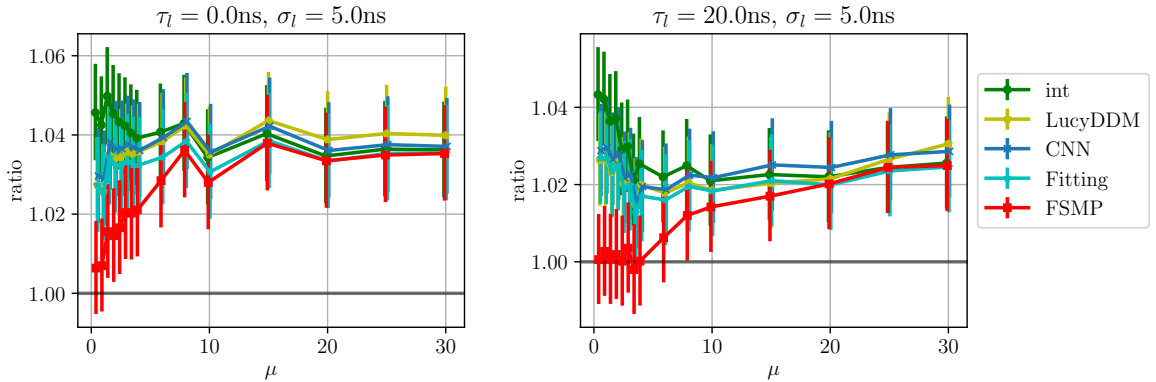 τ_l = 0.0ns, σ_l = 5.0ns
ratio
1.06
1.04
1.02
1.00
0
10
20
30
μ
τ_l = 20.0ns, σ_l = 5.0ns
ratio
1.04
1.02
1.00
0
10
20
30
μ
int
LucyDDM
CNN
Fitting
FSMP